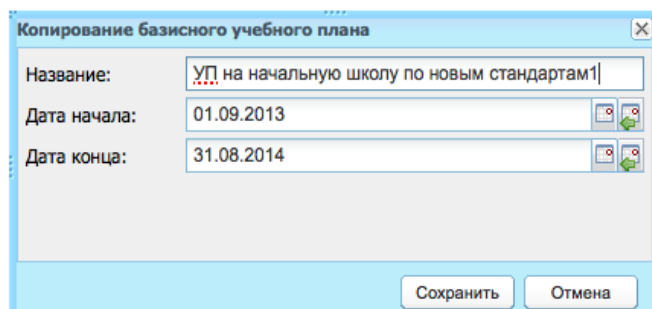 Копирование базисного учебного плана
Название: УП на начальную школу по новым стандартам1
Дата начала: 01.09.2013
Дата конца: 31.08.2014
Сохранить Отмена